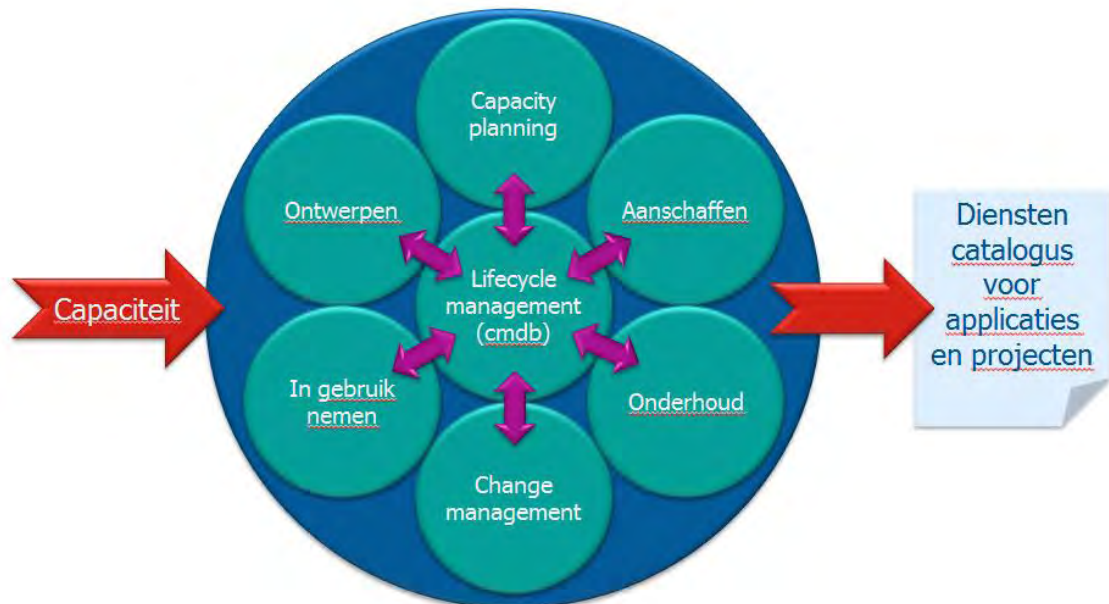 Capacity
planning
Ontwerpen
Aanschaffen
Capaciteit
Lifecycle
management
(cmdb)
In gebruik
nemen
Onderhoud
Change
management
Diensten
catalogus
voor
applicaties
en projecten